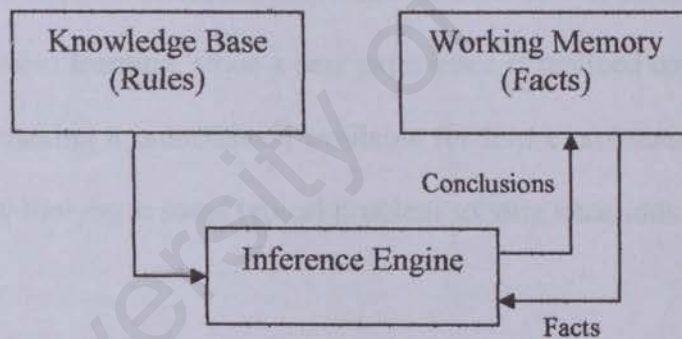 Knowledge Base
(Rules)
Working Memory
(Facts)
Conclusions
Inference Engine
Facts